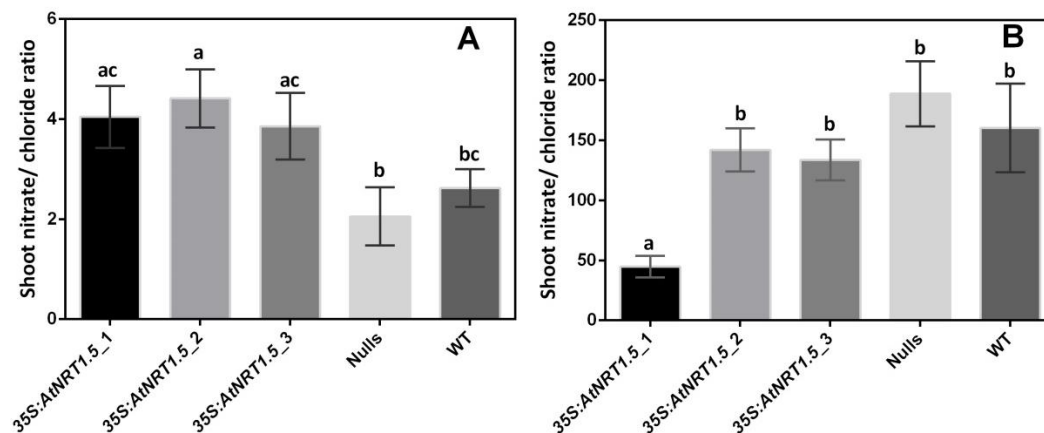 A
Shoot nitrate/ chloride ratio
6
4
2
0
ac
a
ac
b
bc
35S:AtNRT1.5_1
35S:AtNRT1.5_2
35S:AtNRT1.5_3
Nulls
WT
B
Shoot nitrate/ chloride ratio
250
200
150
100
50
0
a
b
b
b
b
35S:AtNRT1.5_1
35S:AtNRT1.5_2
35S:AtNRT1.5_3
Nulls
WT